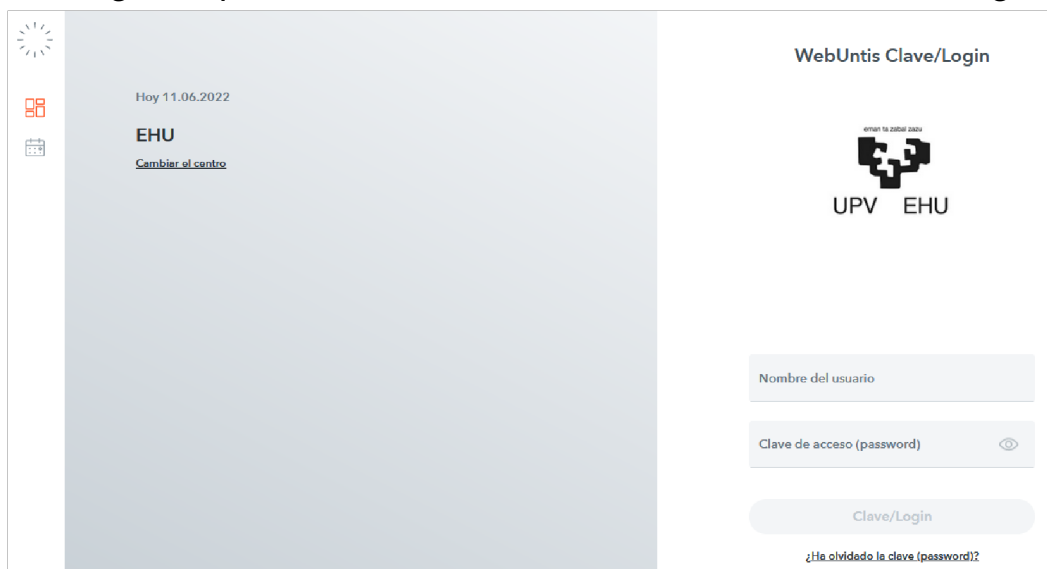 Hoy 11.06.2022
EHU
Cambiar el centro
WebUntis Clave/Login
eman ta zabal zazu
UPV EHU
Nombre del usuario
Clave de acceso (password)
Clave/Login
¿Ha olvidado la clave (password)?